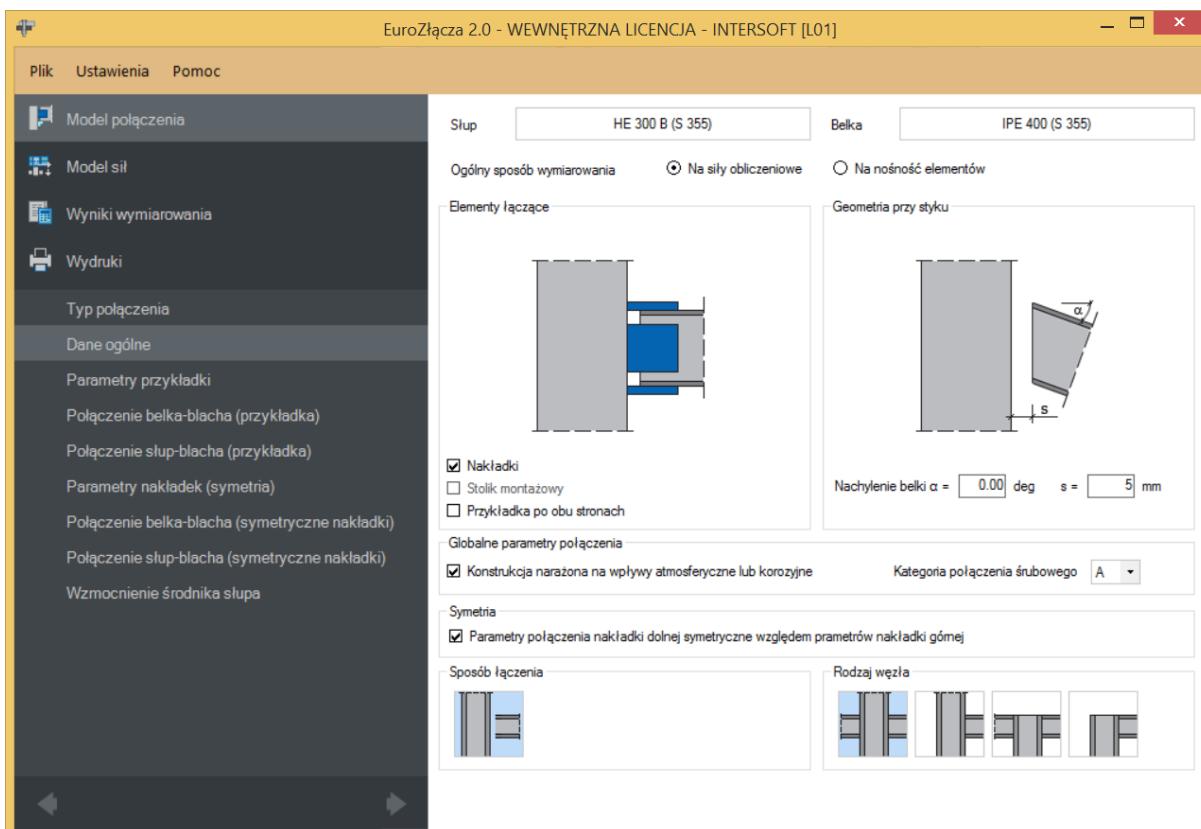 EuroZłącza 2.0 - WEWNĘTRZNA LICENCJA - INTERSOFT [L01]
Plik Ustawienia Pomoc
Model połączenia
Model sił
Wyniki wymiarowania
Wydruki
Typ połączenia
Dane ogólne
Parametry przykładki
Połączenie belka-blacha (przykładka)
Połączenie słup-blacha (przykładka)
Parametry nakładek (symetria)
Połączenie belka-blacha (symetryczne nakładki)
Połączenie słup-blacha (symetryczne nakładki)
Wzmocnienie środnika słupa
Słup HE 300 B (S 355) Belka IPE 400 (S 355)
Ogólny sposób wymiarowania Na siły obliczeniowe Na nośność elementów
Elementy łączące
Nakładki
Stolik montażowy
Przykładka po obu stronach
Geometria przy styku
α
s
Nachylenie belki α = 0.00 deg s = 5 mm
Globalne parametry połączenia
Konstrukcja narażona na wpływy atmosferyczne lub korozyjne Kategoria połączenia śrubowego A
Symetria
Parametry połączenia nakładki dolnej symetryczne względem prametrów nakładki górnej
Sposób łączenia
Rodzaj węzła